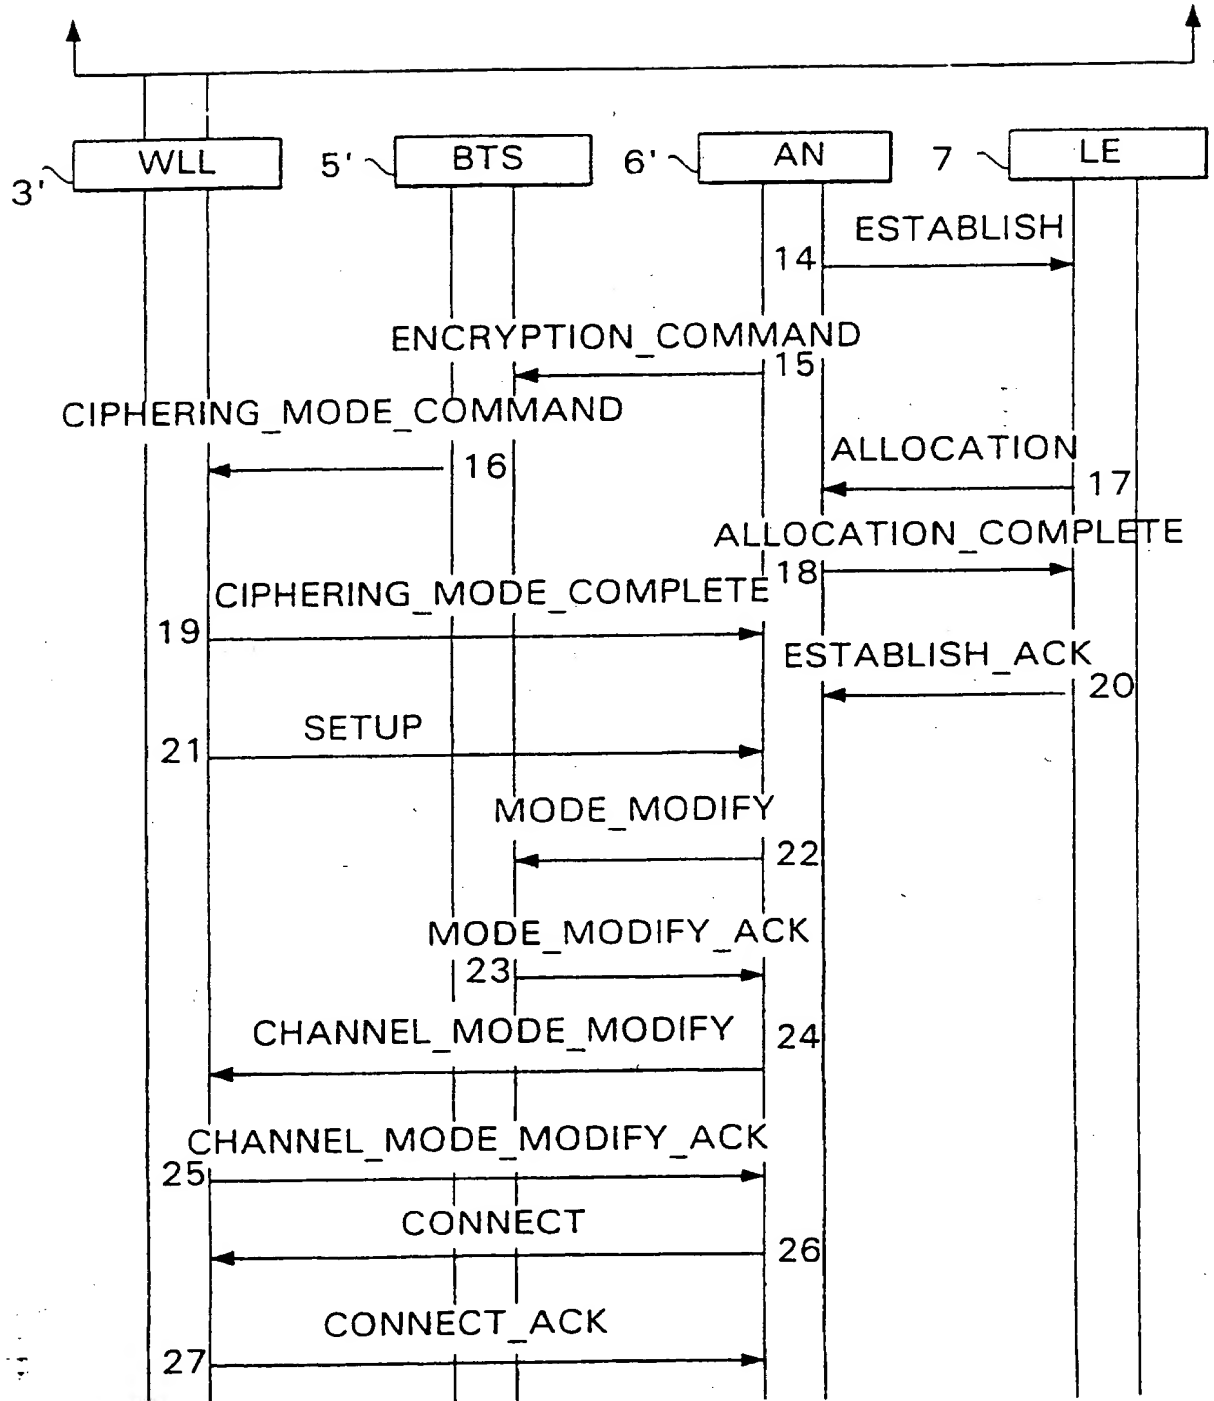 WLL
BTS
AN
LE
3'
5'
6'
7
ESTABLISH
14
ENCRYPTION_COMMAND
15
CIPHERING_MODE_COMMAND
16
ALLOCATION
17
ALLOCATION_COMPLETE
18
CIPHERING_MODE_COMPLETE
19
ESTABLISH_ACK
20
SETUP
21
MODE_MODIFY
22
MODE_MODIFY_ACK
23
CHANNEL_MODE_MODIFY
24
CHANNEL_MODE_MODIFY_ACK
25
CONNECT
26
CONNECT_ACK
27